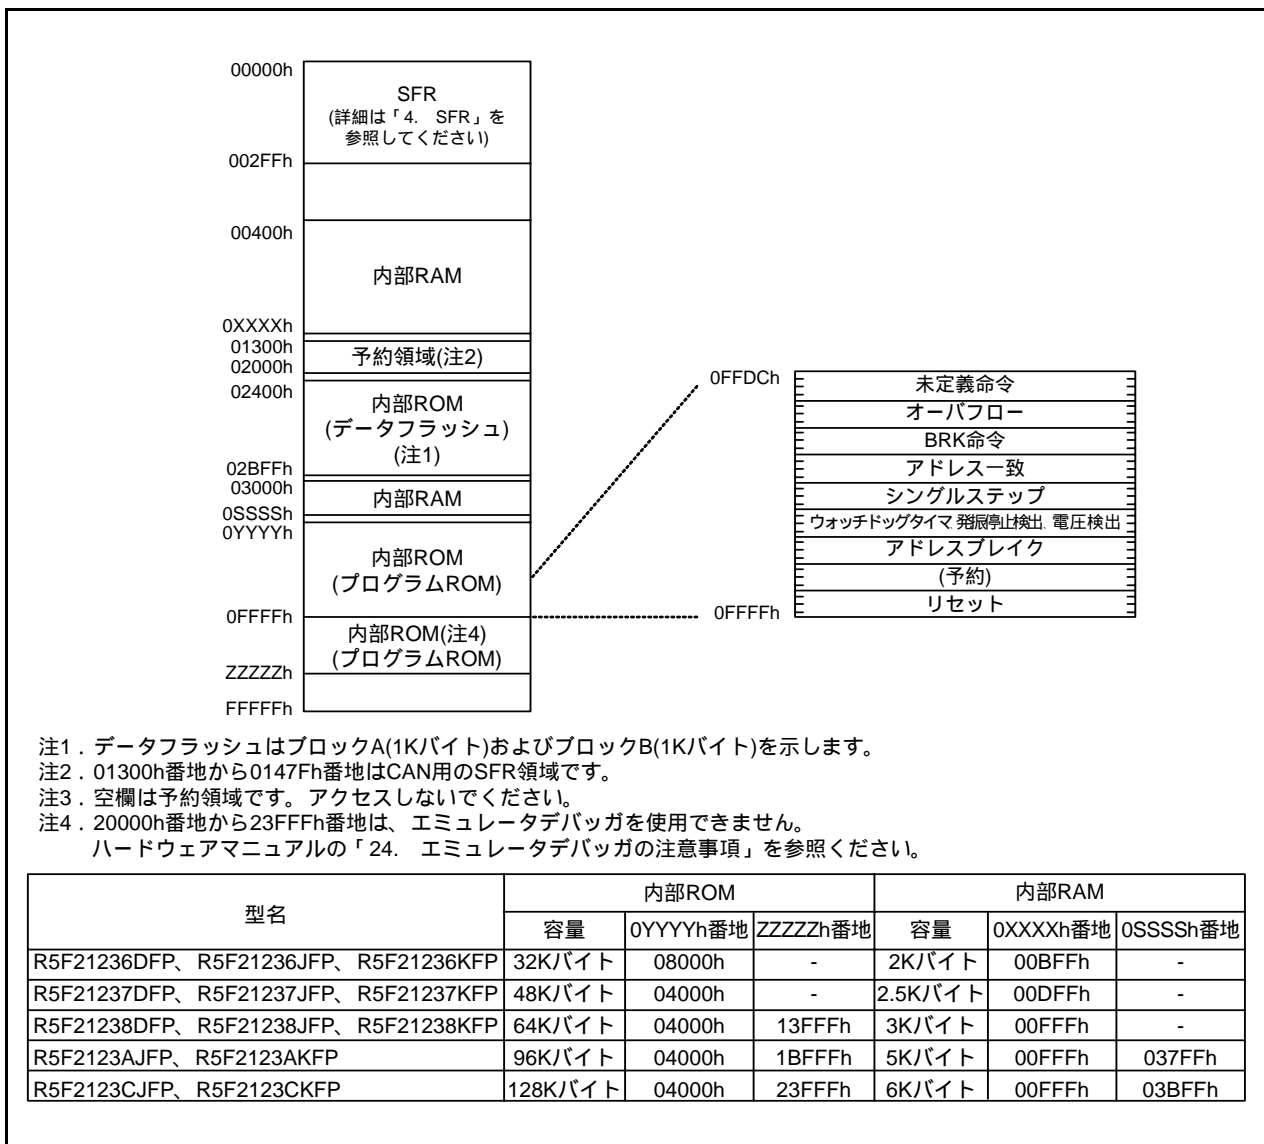 00000h
SFR
(詳細は「4. SFR」を
参照してください)
002FFh
00400h
内部RAM
0XXXXh
01300h
予約領域(注2)
02000h
02400h
内部ROM
(データフラッシュ)
(注1)
02BFFh
03000h
内部RAM
0SSSSh
0YYYYh
内部ROM
(プログラムROM)
0FFFFh
内部ROM(注4)
(プログラムROM)
ZZZZZh
FFFFFh
0FFDCh
未定義命令
オーバフロー
BRK命令
アドレス一致
シングルステップ
ウォッチドッグタイマ、発振停止検出、電圧検出
アドレスブレイク
(予約)
リセット
0FFFFh
注1.データフラッシュはブロックA(1Kバイト)およびブロックB(1Kバイト)を示します。
注2.01300h番地から0147Fh番地はCAN用のSFR領域です。
注3.空欄は予約領域です。アクセスしないでください。
注4.20000h番地から23FFFh番地は、エミュレータデバッガを使用できません。
ハードウェアマニュアルの「24. エミュレータデバッガの注意事項」を参照ください。
型名 内部ROM 内部RAM
容量 0YYYYh番地 ZZZZZh番地 容量 0XXXXh番地 0SSSSh番地
R5F21236DFP、R5F21236JFP、R5F21236KFP 32Kバイト 08000h - 2Kバイト 00BFFh -
R5F21237DFP、R5F21237JFP、R5F21237KFP 48Kバイト 04000h - 2.5Kバイト 00DFFh -
R5F21238DFP、R5F21238JFP、R5F21238KFP 64Kバイト 04000h 13FFFh 3Kバイト 00FFFh -
R5F2123AJFP、R5F2123AKFP 96Kバイト 04000h 1BFFFh 5Kバイト 00FFFh 037FFh
R5F2123CJFP、R5F2123CKFP 128Kバイト 04000h 23FFFh 6Kバイト 00FFFh 03BFFh